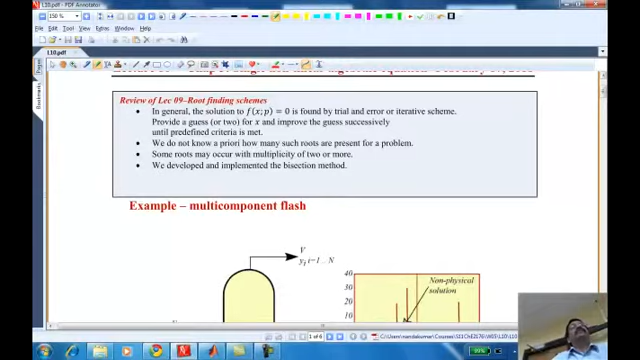 L10.pdf - PDF Annotator
File Edit View Insert Tool Extras Window Help
150 %
L10.pdf
Review of Lec 09–Root finding schemes
• In general, the solution to f(x;p) = 0 is found by trial and error or iterative scheme.
Provide a guess (or two) for x and improve the guess successively
until predefined criteria is met.
• We do not know a priori how many such roots are present for a problem.
• Some roots may occur with multiplicity of two or more.
• We developed and implemented the bisection method.
Example – multicomponent flash
V
y_i i=1 .. N
40
30
20
10
Non-physical
solution
1 of 6